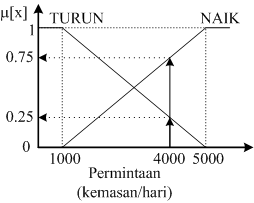 μ[x] TURUN NAIK
1
0.75
0.25
0
1000 4000 5000
Permintaan
(kemasan/hari)